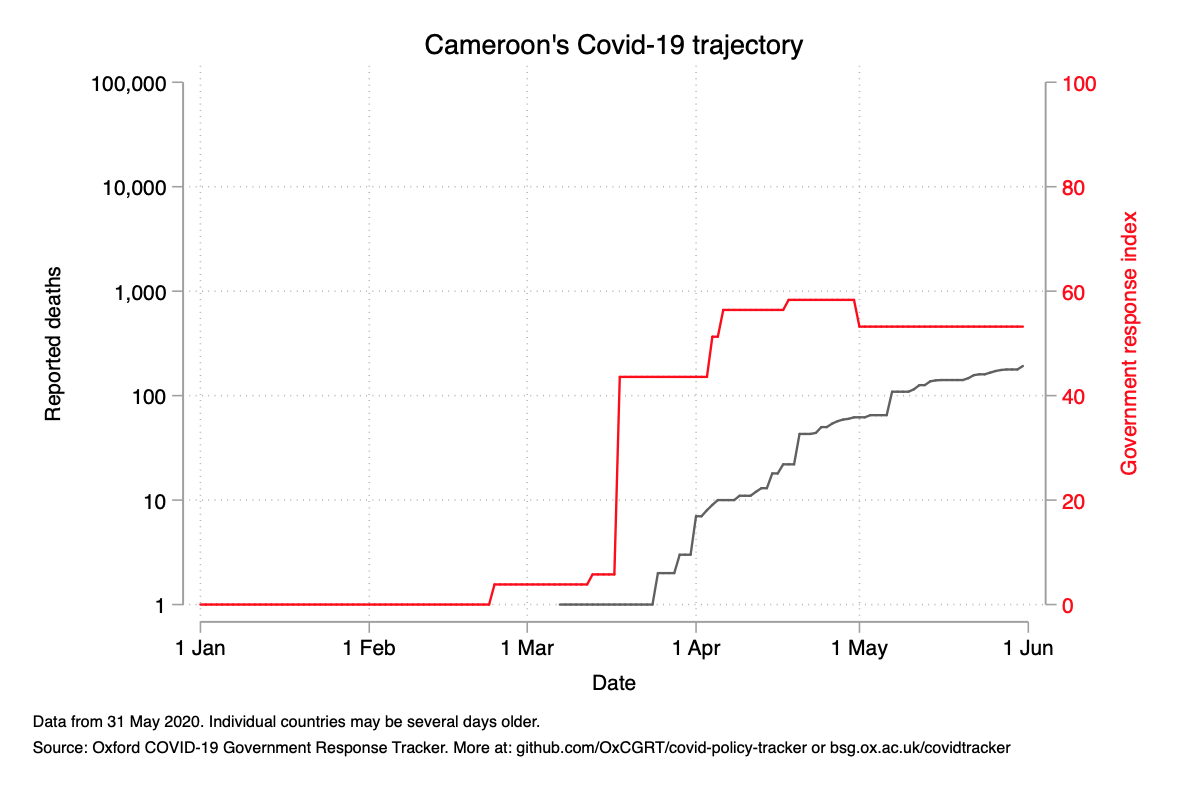 Cameroon's Covid-19 trajectory
100,000
10,000
1,000
100
10
1
Reported deaths
100
80
60
40
20
0
Government response index
1 Jan
1 Feb
1 Mar
1 Apr
1 May
1 Jun
Date
Data from 31 May 2020. Individual countries may be several days older.
Source: Oxford COVID-19 Government Response Tracker. More at: github.com/OxCGRT/covid-policy-tracker or bsg.ox.ac.uk/covidtracker